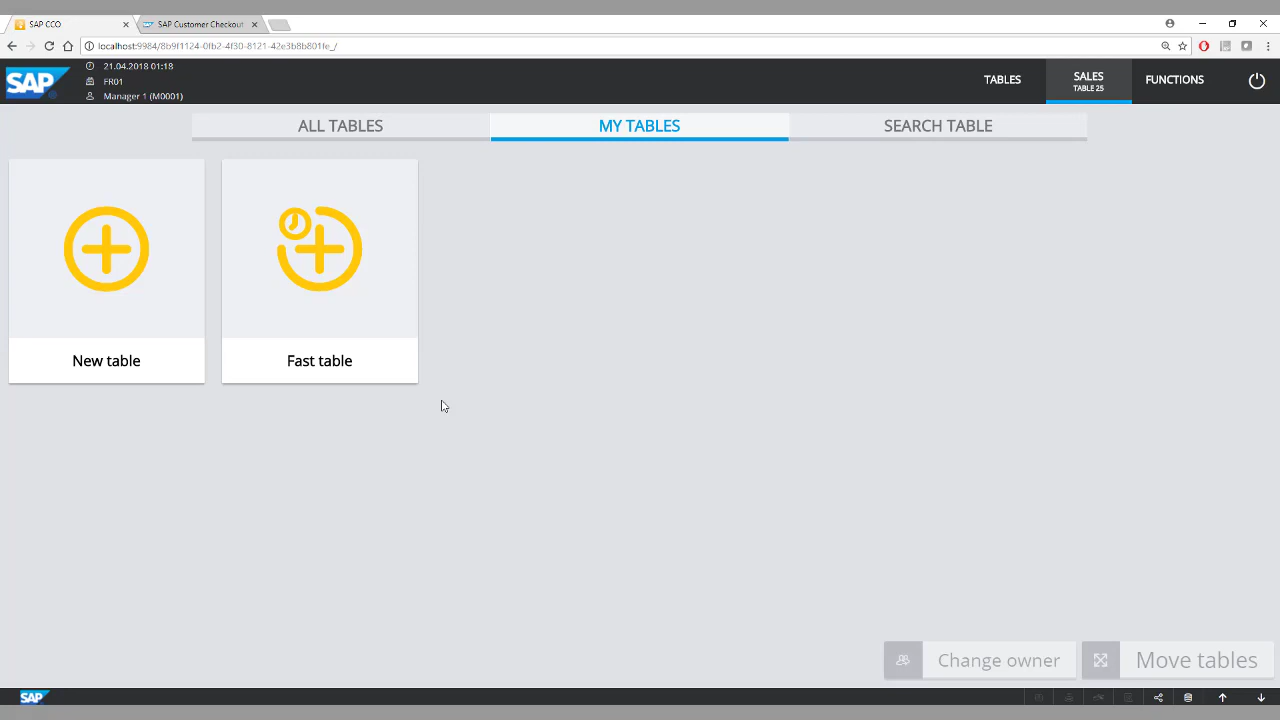 SAP CCO
SAP Customer Checkout
localhost:9984/8b9f1124-0fb2-4f30-8121-42e3b8b801fe_/
SAP
21.04.2018 01:18
FR01
Manager 1 (M0001)
TABLES
SALES
TABLE 25
FUNCTIONS
ALL TABLES
MY TABLES
SEARCH TABLE
New table
Fast table
Change owner
Move tables
SAP